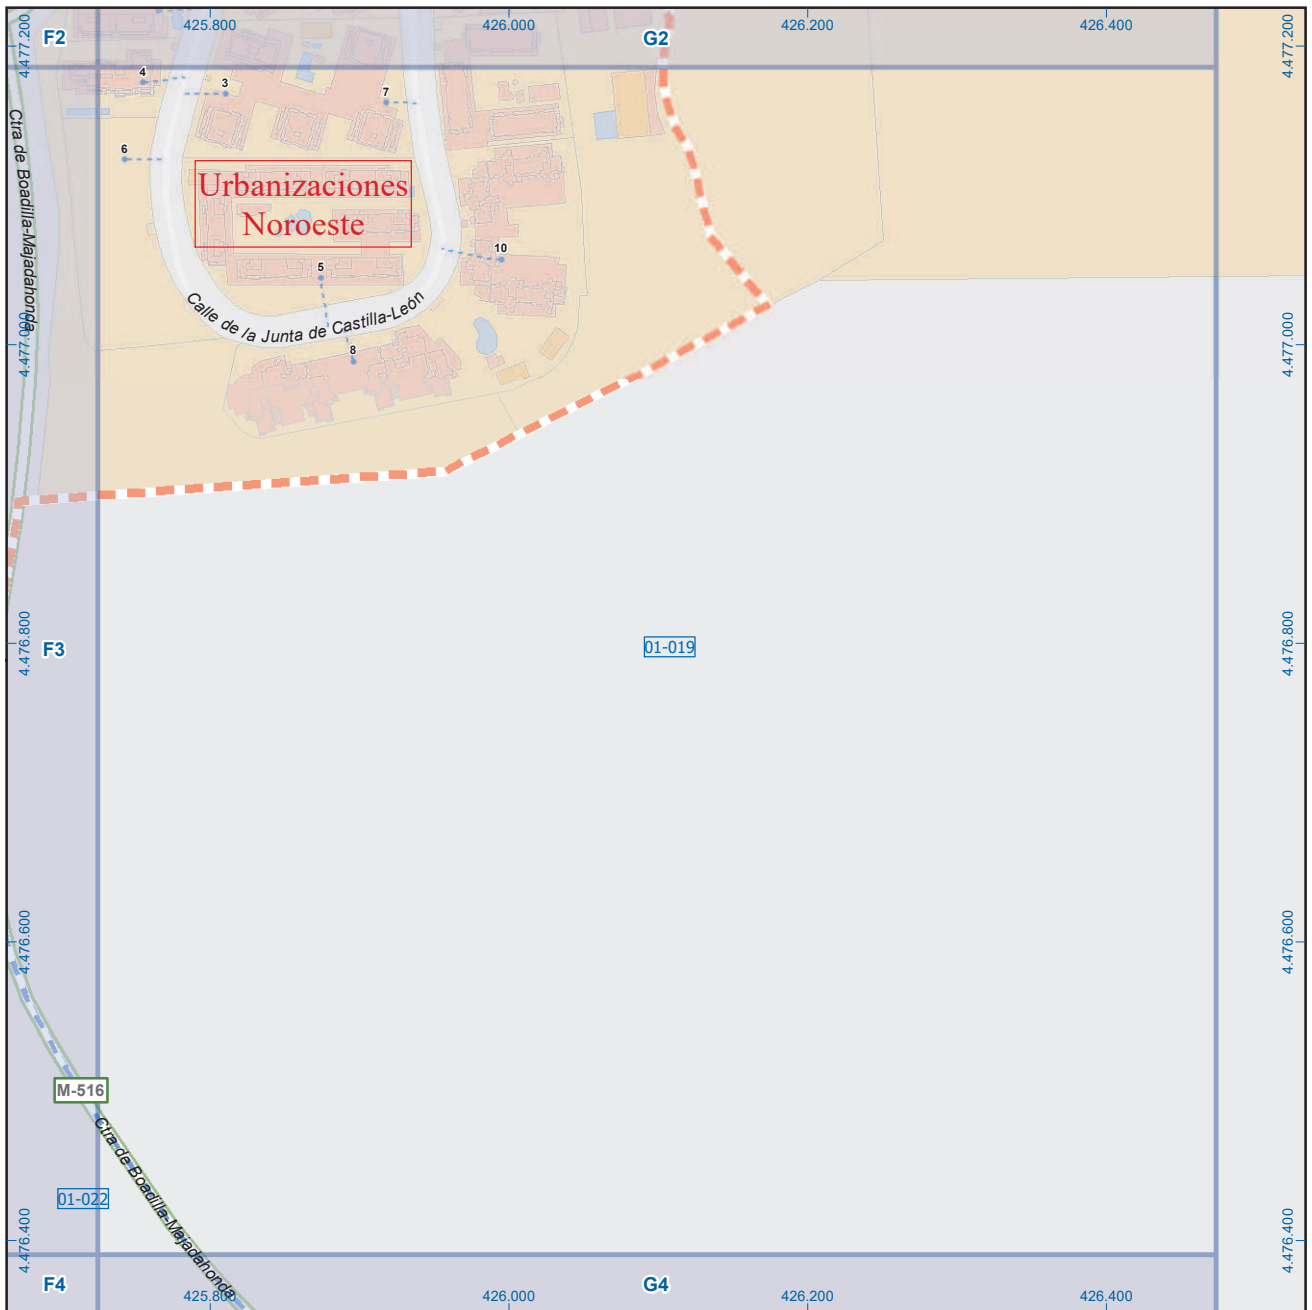 425.800
426.000
426.200
426.400
F2
G2
4.477.200
4.477.200
4
3
7
6
Ctra de Boadilla-Majadahonda
Urbanizaciones
Noroeste
10
5
Calle de la Junta de Castilla-León
8
4.477.000
4.477.000
4.476.800
F3
01-019
4.476.800
4.476.600
4.476.600
M-516
Ctra de Boadilla-Majadahonda
01-022
4.476.400
4.476.400
F4
G4
425.800
426.000
426.200
426.400